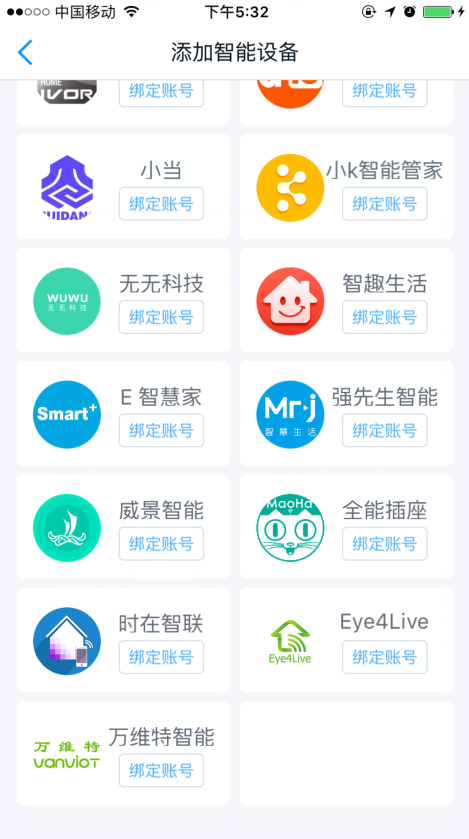 中国移动 下午5:32
添加智能设备
HOME
IVOR
绑定账号
绑定账号
小当
绑定账号
小k智能管家
绑定账号
WUWU
无无科技
无无科技
绑定账号
智趣生活
绑定账号
Smart+
E 智慧家
绑定账号
Mr·j
智慧生活
强先生智能
绑定账号
威景智能
绑定账号
MaoHa
全能插座
绑定账号
时在智联
绑定账号
Eye4Live
Eye4Live
绑定账号
万维特
vanvioT
万维特智能
绑定账号